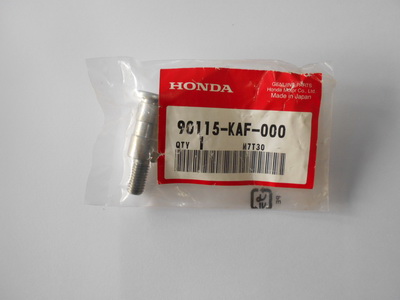 HONDA
GENUINE PARTS
Honda Motor Co., Ltd.
Made in Japan
90115-KAF-000
QTY 1 H7T30